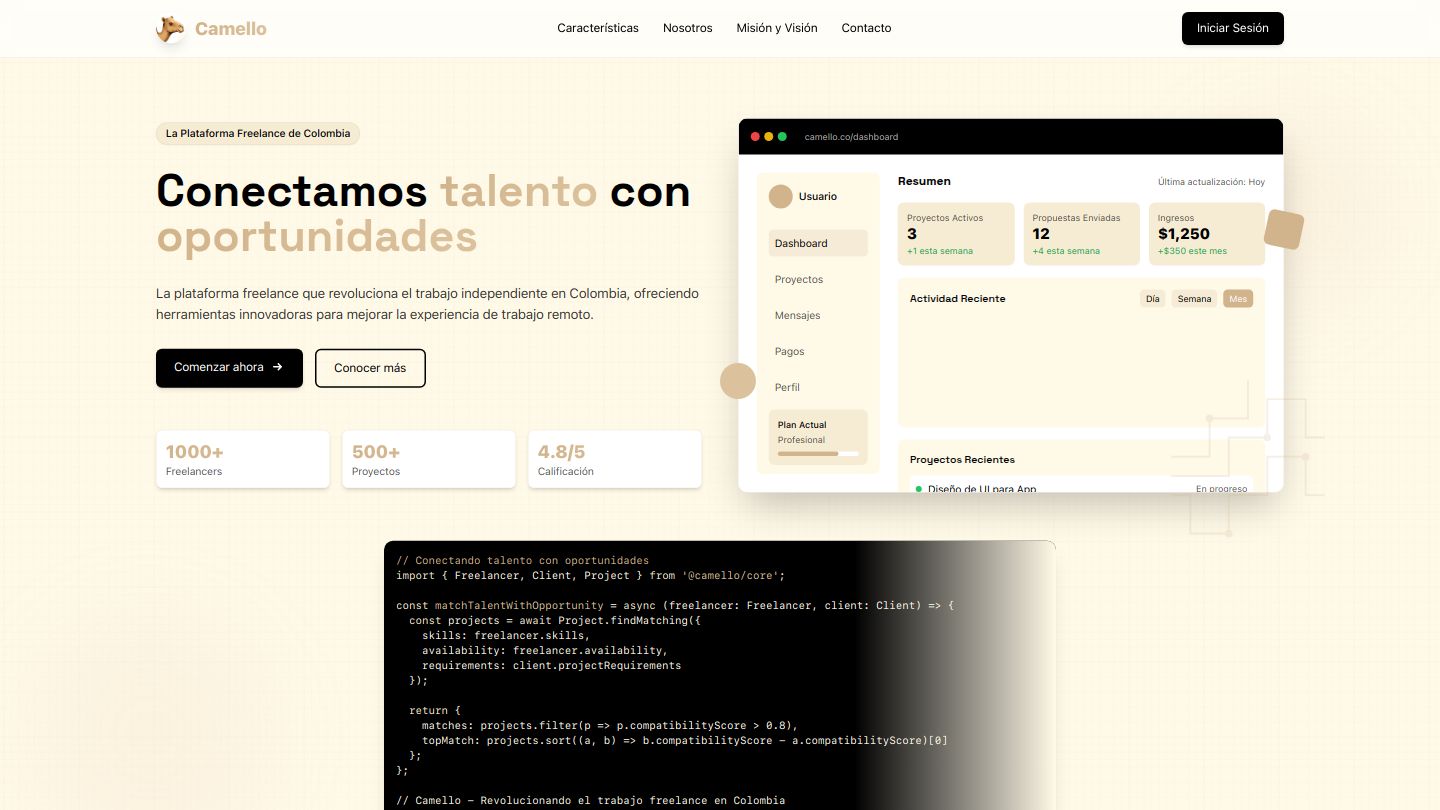 Camello
Características
Nosotros
Misión y Visión
Contacto
Iniciar Sesión
La Plataforma Freelance de Colombia
Conectamos talento con
oportunidades
La plataforma freelance que revoluciona el trabajo independiente en Colombia, ofreciendo
herramientas innovadoras para mejorar la experiencia de trabajo remoto.
Comenzar ahora →
Conocer más
1000+
Freelancers
500+
Proyectos
4.8/5
Calificación
camello.co/dashboard
Usuario
Dashboard
Proyectos
Mensajes
Pagos
Perfil
Plan Actual
Profesional
Resumen
Última actualización: Hoy
Proyectos Activos
3
+1 esta semana
Propuestas Enviadas
12
+4 esta semana
Ingresos
$1,250
+$350 este mes
Actividad Reciente
Día
Semana
Mes
Proyectos Recientes
Diseño de UI para App
En progreso
// Conectando talento con oportunidades
import { Freelancer, Client, Project } from '@camello/core';
const matchTalentWithOpportunity = async (freelancer: Freelancer, client: Client) => {
const projects = await Project.findMatching({
skills: freelancer.skills,
availability: freelancer.availability,
requirements: client.projectRequirements
});
return {
matches: projects.filter(p => p.compatibilityScore > 0.8),
topMatch: projects.sort((a, b) => b.compatibilityScore - a.compatibilityScore)[0]
};
};
// Camello - Revolucionando el trabajo freelance en Colombia